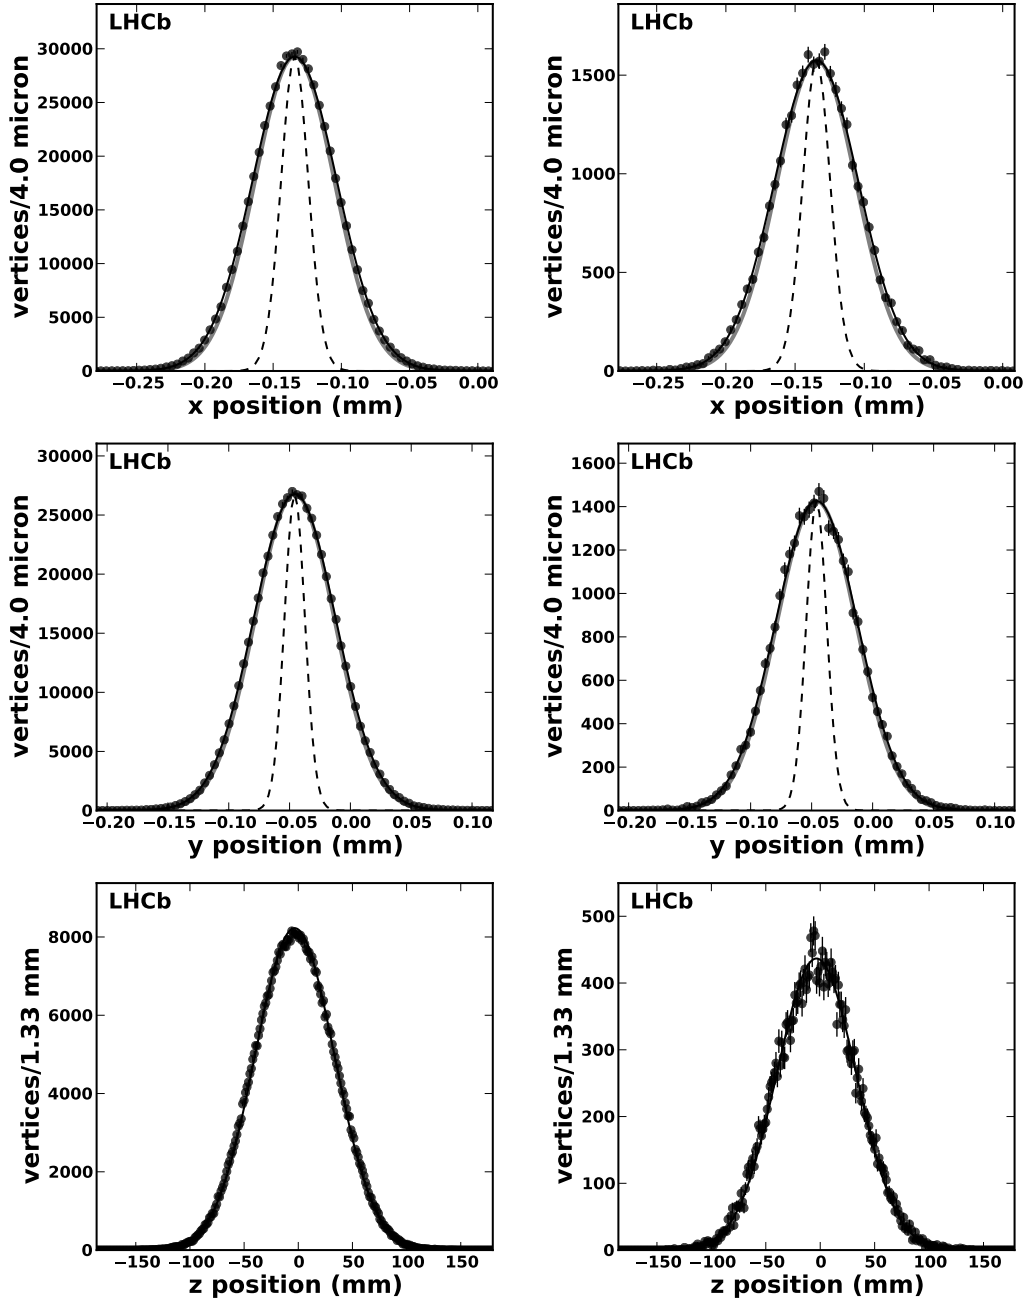 LHCb
30000
25000
20000
15000
10000
5000
0
vertices/4.0 micron
−0.25 −0.20 −0.15 −0.10 −0.05 0.00
x position (mm)
LHCb
1500
1000
500
0
vertices/4.0 micron
−0.25 −0.20 −0.15 −0.10 −0.05 0.00
x position (mm)
LHCb
30000
25000
20000
15000
10000
5000
0
vertices/4.0 micron
−0.20 −0.15 −0.10 −0.05 0.00 0.05 0.10
y position (mm)
LHCb
1600
1400
1200
1000
800
600
400
200
0
vertices/4.0 micron
−0.20 −0.15 −0.10 −0.05 0.00 0.05 0.10
y position (mm)
LHCb
8000
6000
4000
2000
0
vertices/1.33 mm
−150 −100 −50 0 50 100 150
z position (mm)
LHCb
500
400
300
200
100
0
vertices/1.33 mm
−150 −100 −50 0 50 100 150
z position (mm)